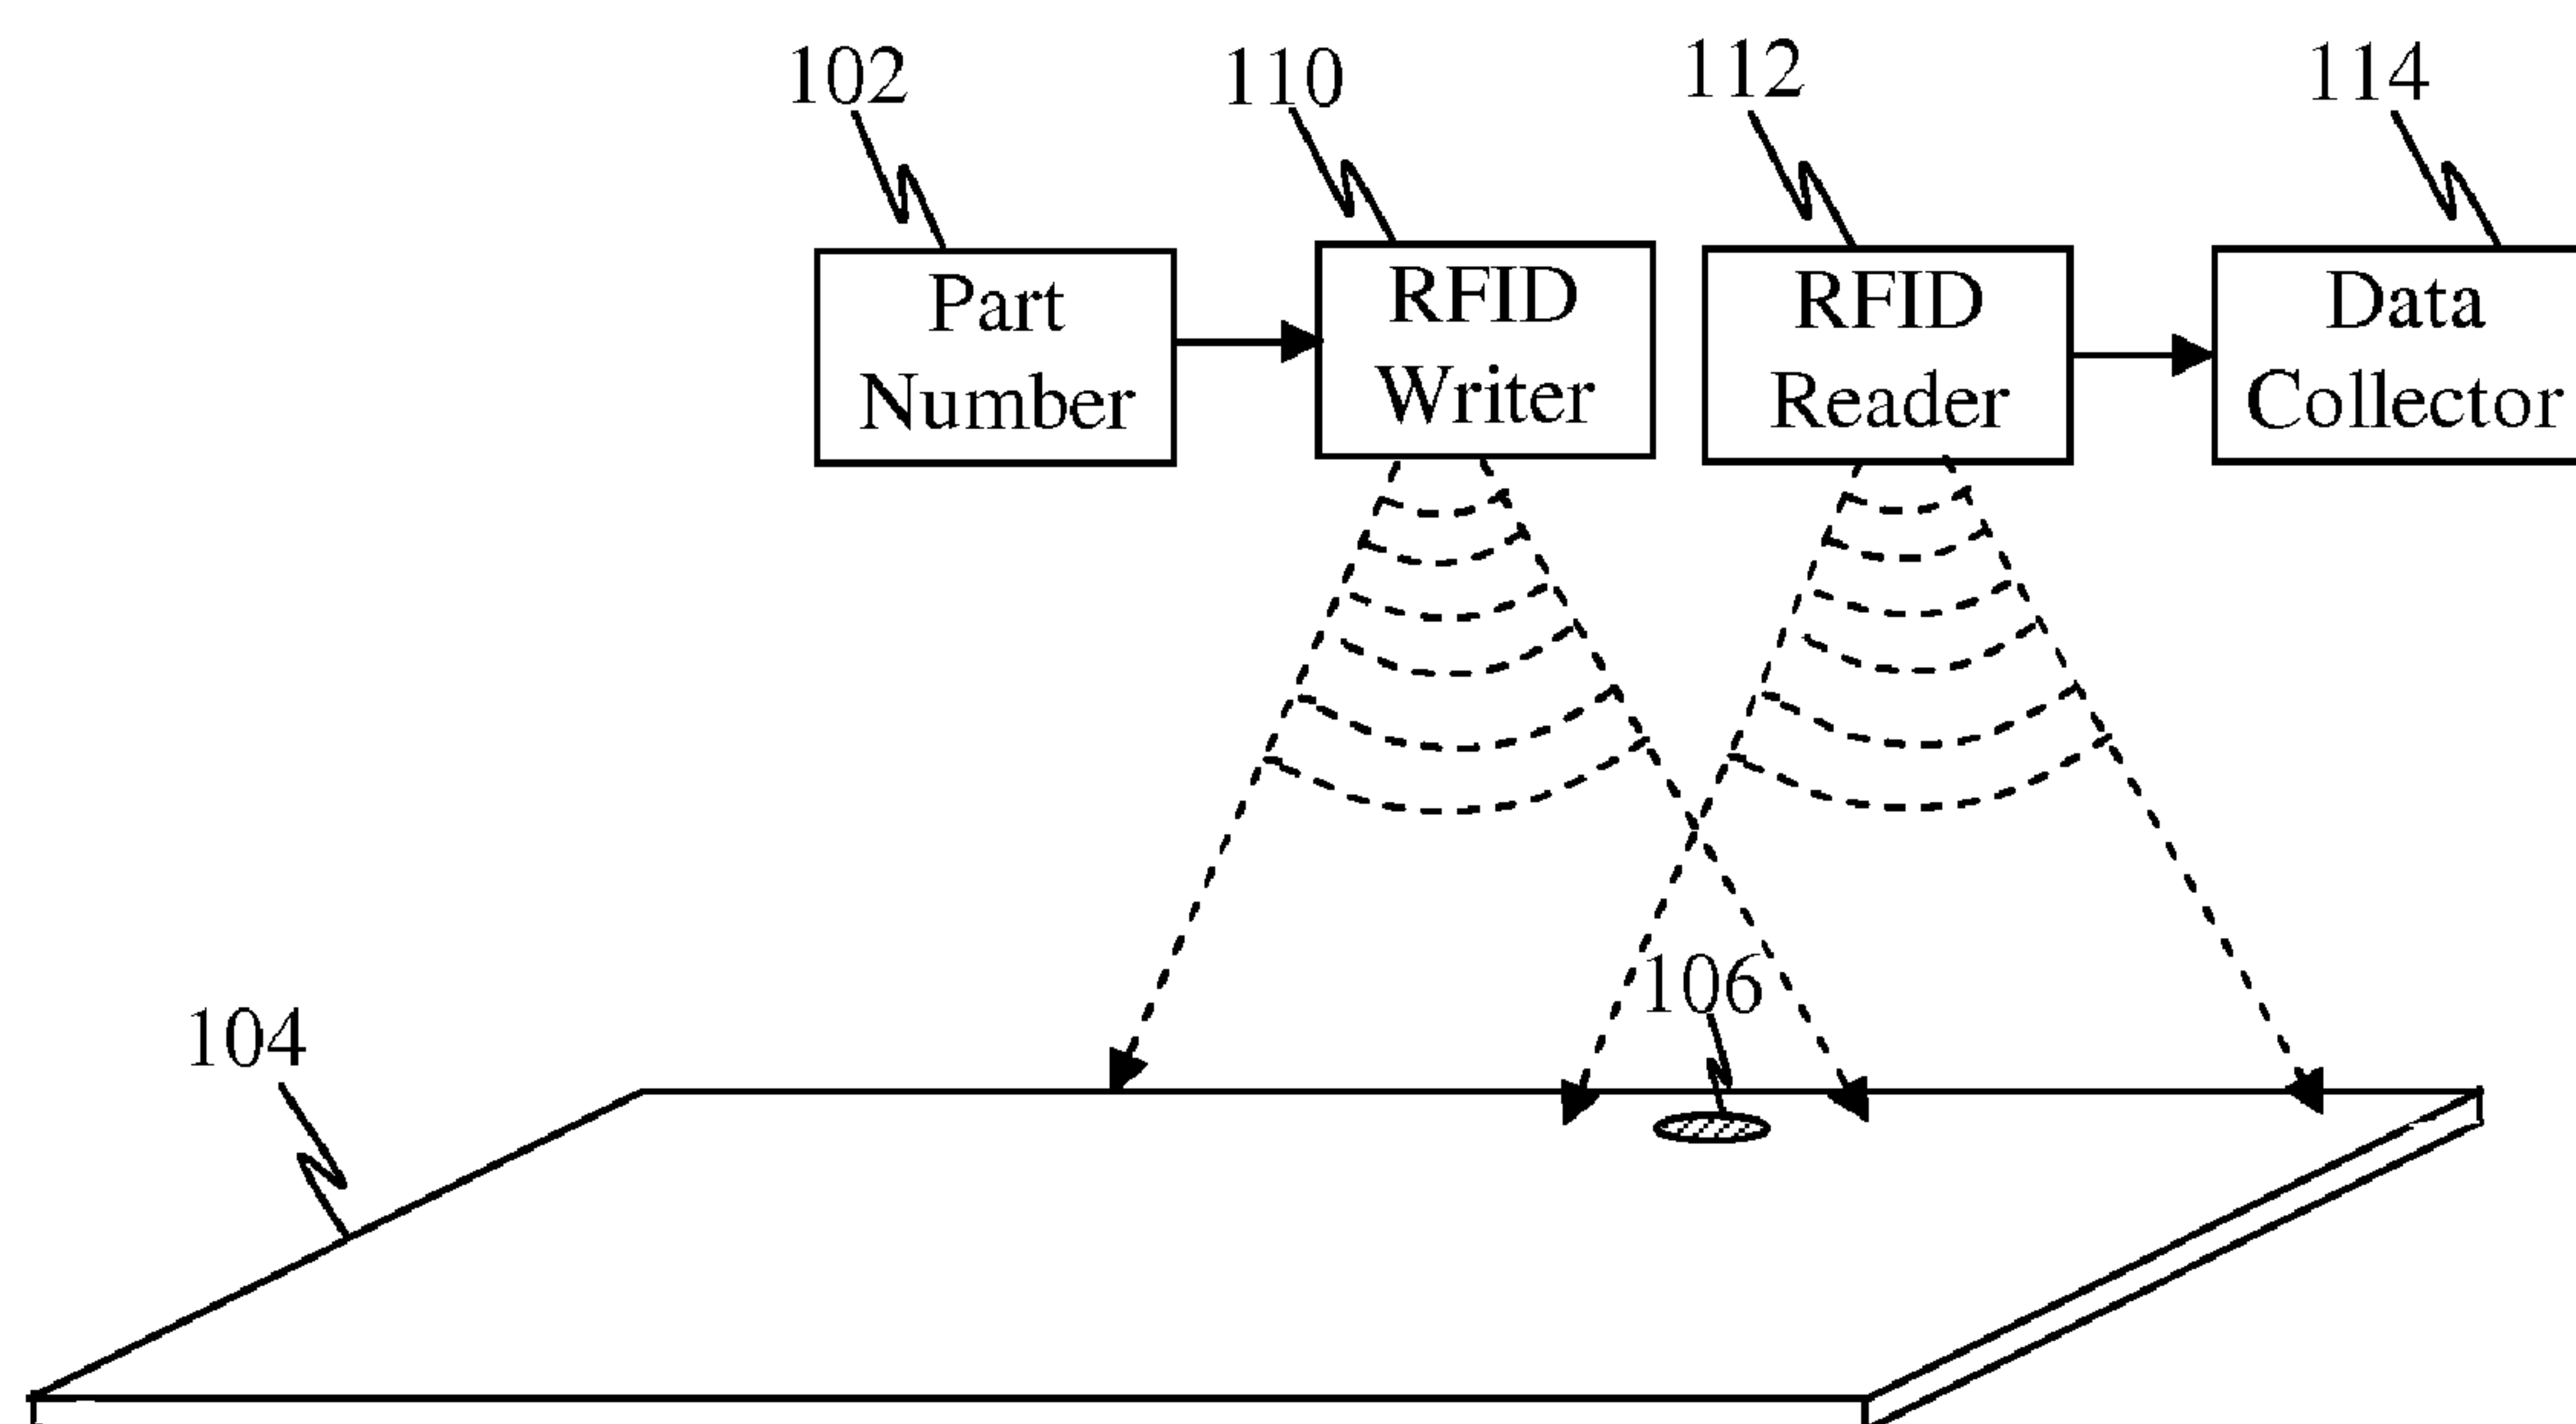 102
110
112
114
Part
Number
RFID
Writer
RFID
Reader
Data
Collector
106
104